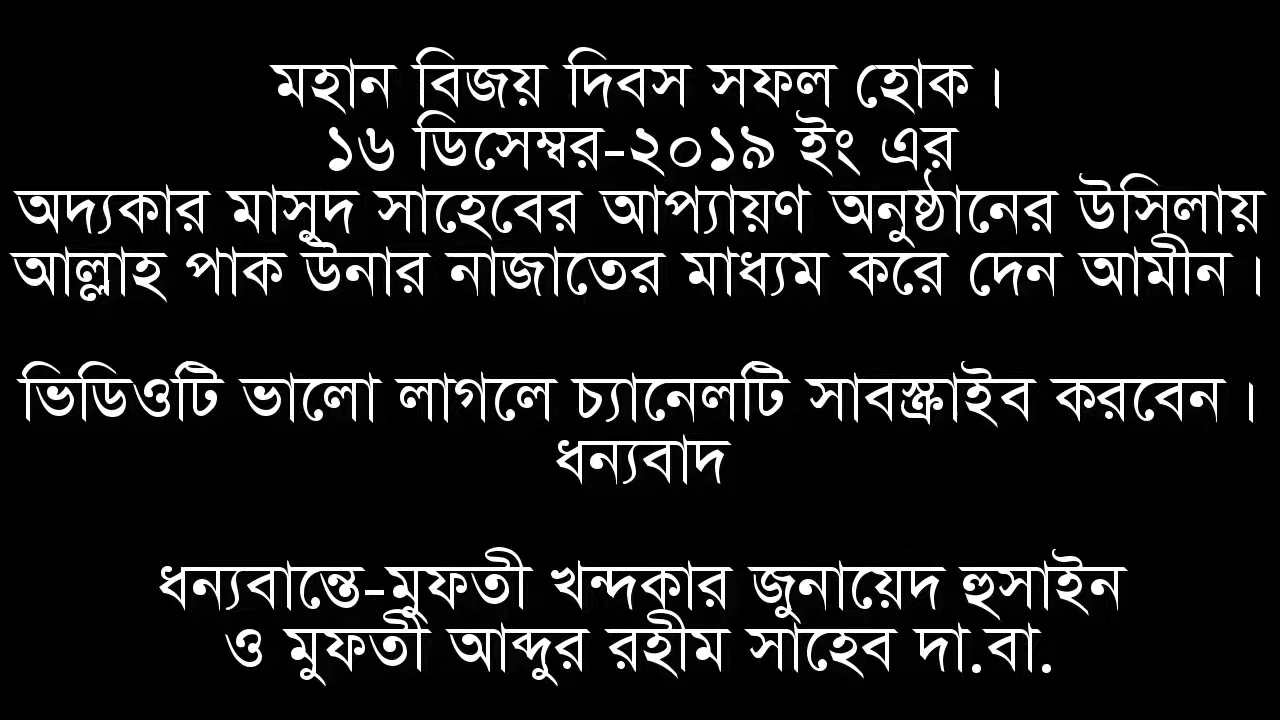 মহান বিজয় দিবস সফল হোক।
১৬ ডিসেম্বর-২০১৯ ইং এর
অদ্যকার মাসুদ সাহেবের আপ্যায়ণ অনুষ্ঠানের উসিলায়
আল্লাহ পাক উনার নাজাতের মাধ্যম করে দেন আমীন।
ভিডিওটি ভালো লাগলে চ্যানেলটি সাবস্ক্রাইব করবেন।
ধন্যবাদ
ধন্যবান্তে-মুফতী খন্দকার জুনায়েদ হুসাইন
ও মুফতী আব্দুর রহীম সাহেব দা.বা.